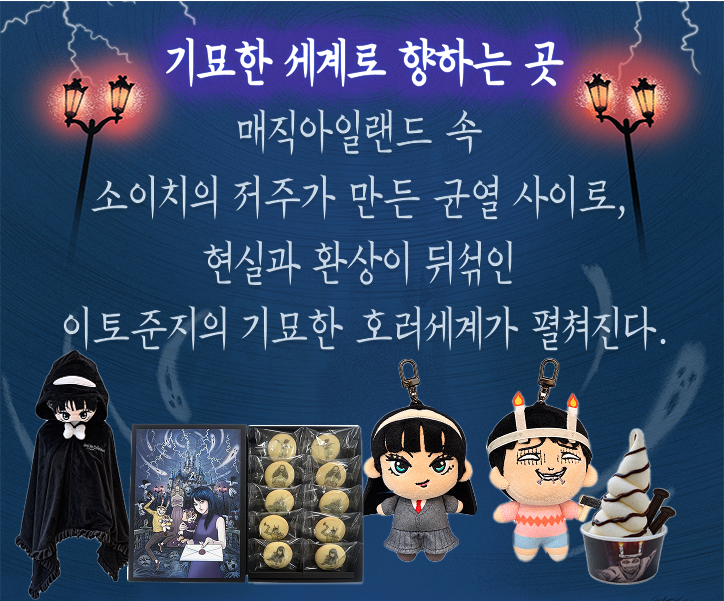 기묘한 세계로 향하는 곳
매직아일랜드 속
소이치의 저주가 만든 균열 사이로,
현실과 환상이 뒤섞인
이토준지의 기묘한 호러세계가 펼쳐진다.